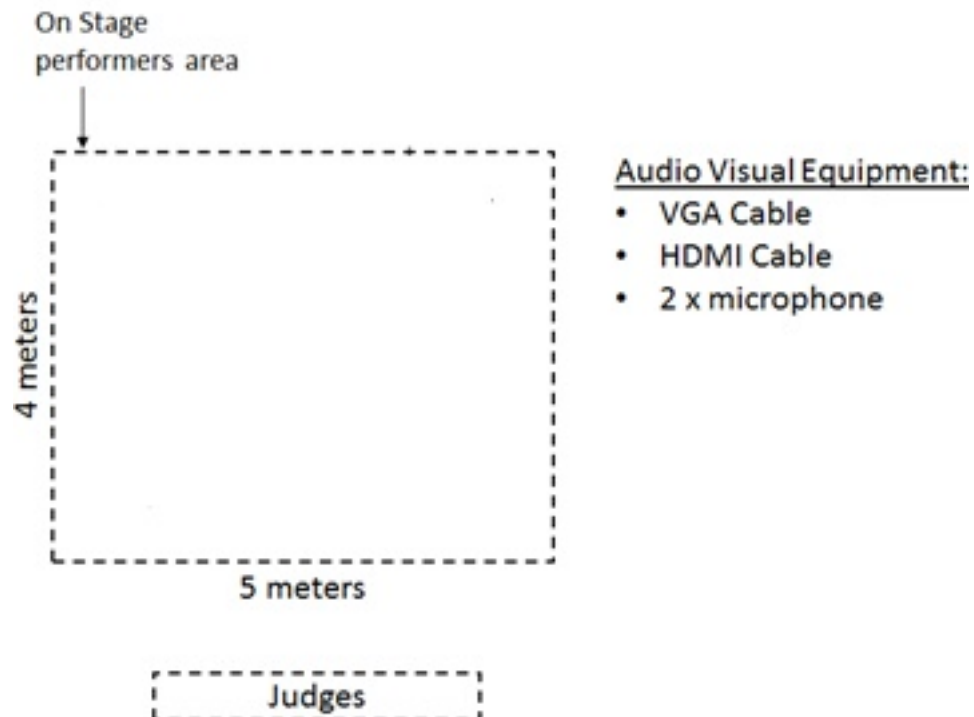 On Stage
performers area
Audio Visual Equipment:
• VGA Cable
• HDMI Cable
• 2 x microphone
4 meters
5 meters
Judges